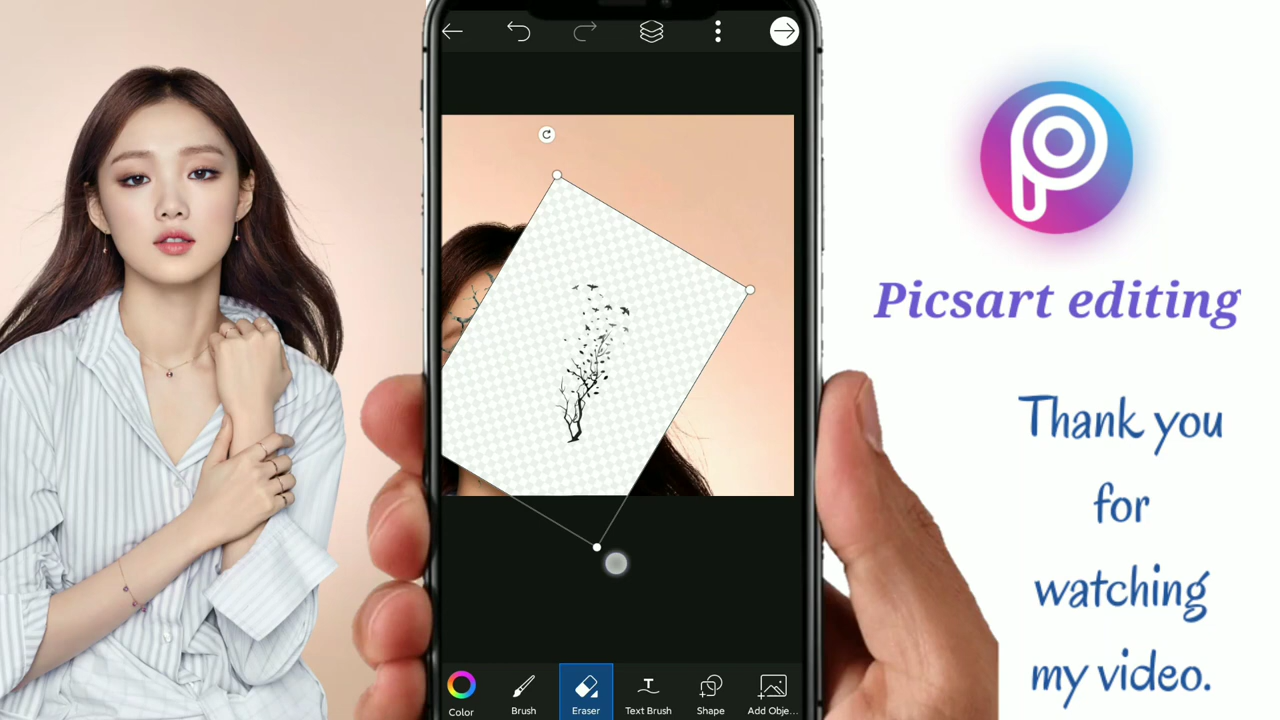 Picsart editing
Thank you
for
watching
my video.
Color
Brush
Eraser
Text Brush
Shape
Add Obje...